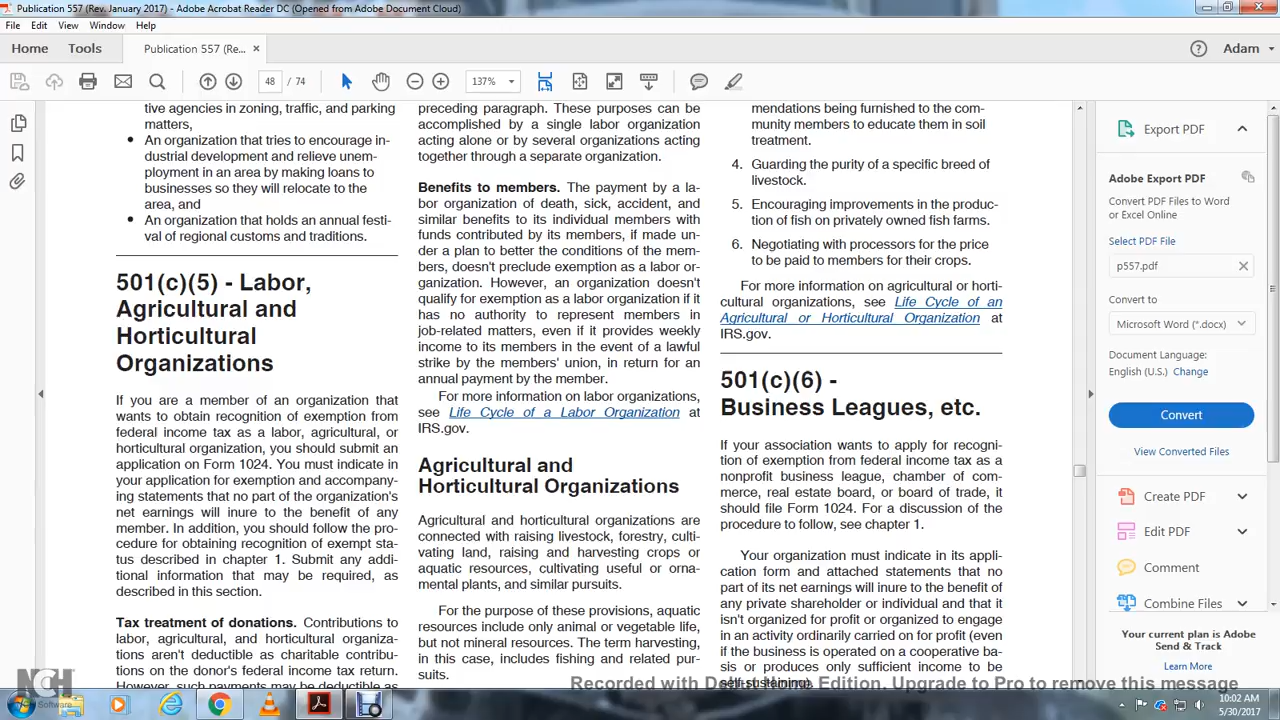 Publication 557 (Rev. January 2017) - Adobe Acrobat Reader DC (Opened from Adobe Document Cloud)
File Edit View Window Help
Home Tools Publication 557 (Re... × Adam
48 / 74 137%
tive agencies in zoning, traffic, and parking
matters,
• An organization that tries to encourage in-
dustrial development and relieve unem-
ployment in an area by making loans to
businesses so they will relocate to the
area, and
• An organization that holds an annual festi-
val of regional customs and traditions.
501(c)(5) - Labor,
Agricultural and
Horticultural
Organizations
If you are a member of an organization that
wants to obtain recognition of exemption from
federal income tax as a labor, agricultural, or
horticultural organization, you should submit an
application on Form 1024. You must indicate in
your application for exemption and accompany-
ing statements that no part of the organization's
net earnings will inure to the benefit of any
member. In addition, you should follow the pro-
cedure for obtaining recognition of exempt sta-
tus described in chapter 1. Submit any addi-
tional information that may be required, as
described in this section.
Tax treatment of donations. Contributions to
labor, agricultural, and horticultural organiza-
tions aren't deductible as charitable contribu-
tions on the donor's federal income tax return.
However, such payments may be deductible as
preceding paragraph. These purposes can be
accomplished by a single labor organization
acting alone or by several organizations acting
together through a separate organization.
Benefits to members. The payment by a la-
bor organization of death, sick, accident, and
similar benefits to its individual members with
funds contributed by its members, if made un-
der a plan to better the conditions of the mem-
bers, doesn't preclude exemption as a labor or-
ganization. However, an organization doesn't
qualify for exemption as a labor organization if it
has no authority to represent members in
job-related matters, even if it provides weekly
income to its members in the event of a lawful
strike by the members' union, in return for an
annual payment by the member.
For more information on labor organizations,
see Life Cycle of a Labor Organization at
IRS.gov.
Agricultural and
Horticultural Organizations
Agricultural and horticultural organizations are
connected with raising livestock, forestry, culti-
vating land, raising and harvesting crops or
aquatic resources, cultivating useful or orna-
mental plants, and similar pursuits.
For the purpose of these provisions, aquatic
resources include only animal or vegetable life,
but not mineral resources. The term harvesting,
in this case, includes fishing and related pur-
suits.
mendations being furnished to the com-
munity members to educate them in soil
treatment.
4. Guarding the purity of a specific breed of
livestock.
5. Encouraging improvements in the produc-
tion of fish on privately owned fish farms.
6. Negotiating with processors for the price
to be paid to members for their crops.
For more information on agricultural or horti-
cultural organizations, see Life Cycle of an
Agricultural or Horticultural Organization at
IRS.gov.
501(c)(6) -
Business Leagues, etc.
If your association wants to apply for recogni-
tion of exemption from federal income tax as a
nonprofit business league, chamber of com-
merce, real estate board, or board of trade, it
should file Form 1024. For a discussion of the
procedure to follow, see chapter 1.
Your organization must indicate in its appli-
cation form and attached statements that no
part of its net earnings will inure to the benefit of
any private shareholder or individual and that it
isn't organized for profit or organized to engage
in an activity ordinarily carried on for profit (even
if the business is operated on a cooperative ba-
sis or produces only sufficient income to be
self-sustaining).
Export PDF
Adobe Export PDF
Convert PDF Files to Word
or Excel Online
Select PDF File
p557.pdf
Convert to
Microsoft Word (*.docx)
Document Language:
English (U.S.) Change
Convert
View Converted Files
Create PDF
Edit PDF
Comment
Combine Files
Your current plan is Adobe
Send & Track
Learn More
NCH
Software
Recorded with Edition. Upgrade to Pro to remove this message
10:02 AM
5/30/2017